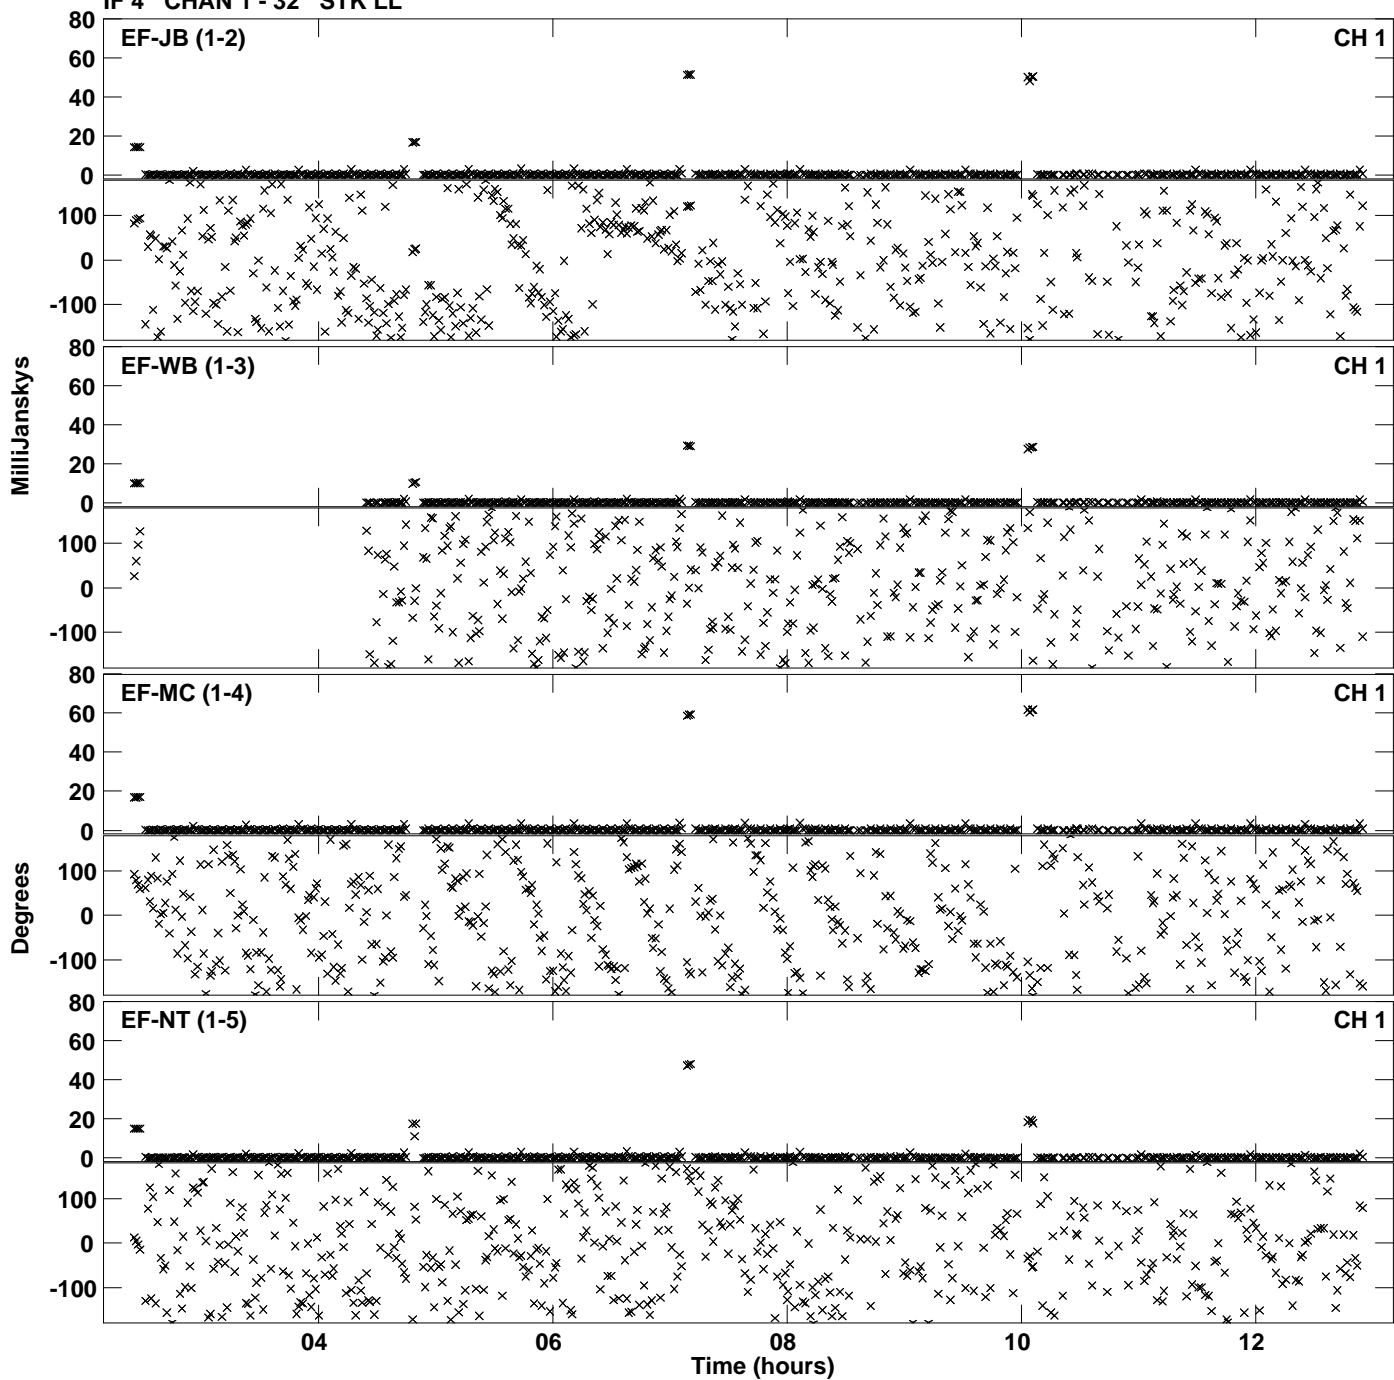 IF 4 CHAN 1 - 32 STK LL
80
EF-JB (1-2)
CH 1
60
40
20
0
100
0
-100
80
EF-WB (1-3)
CH 1
60
40
20
0
100
0
-100
MilliJanskys
80
EF-MC (1-4)
CH 1
60
40
20
0
100
0
-100
Degrees
80
EF-NT (1-5)
CH 1
60
40
20
0
100
0
-100
04 06 08 10 12
Time (hours)